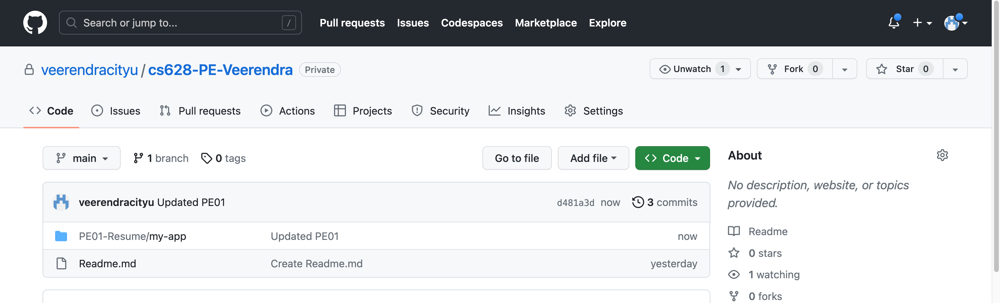 Search or jump to... / Pull requests Issues Codespaces Marketplace Explore
veerendracityu / cs628-PE-Veerendra Private Unwatch 1 Fork 0 Star 0
Code Issues Pull requests Actions Projects Security Insights Settings
main 1 branch 0 tags Go to file Add file Code
About
No description, website, or topics
provided.
veerendracityu Updated PE01 d481a3d now 3 commits
PE01-Resume/my-app Updated PE01 now
Readme.md Create Readme.md yesterday
Readme
0 stars
1 watching
0 forks